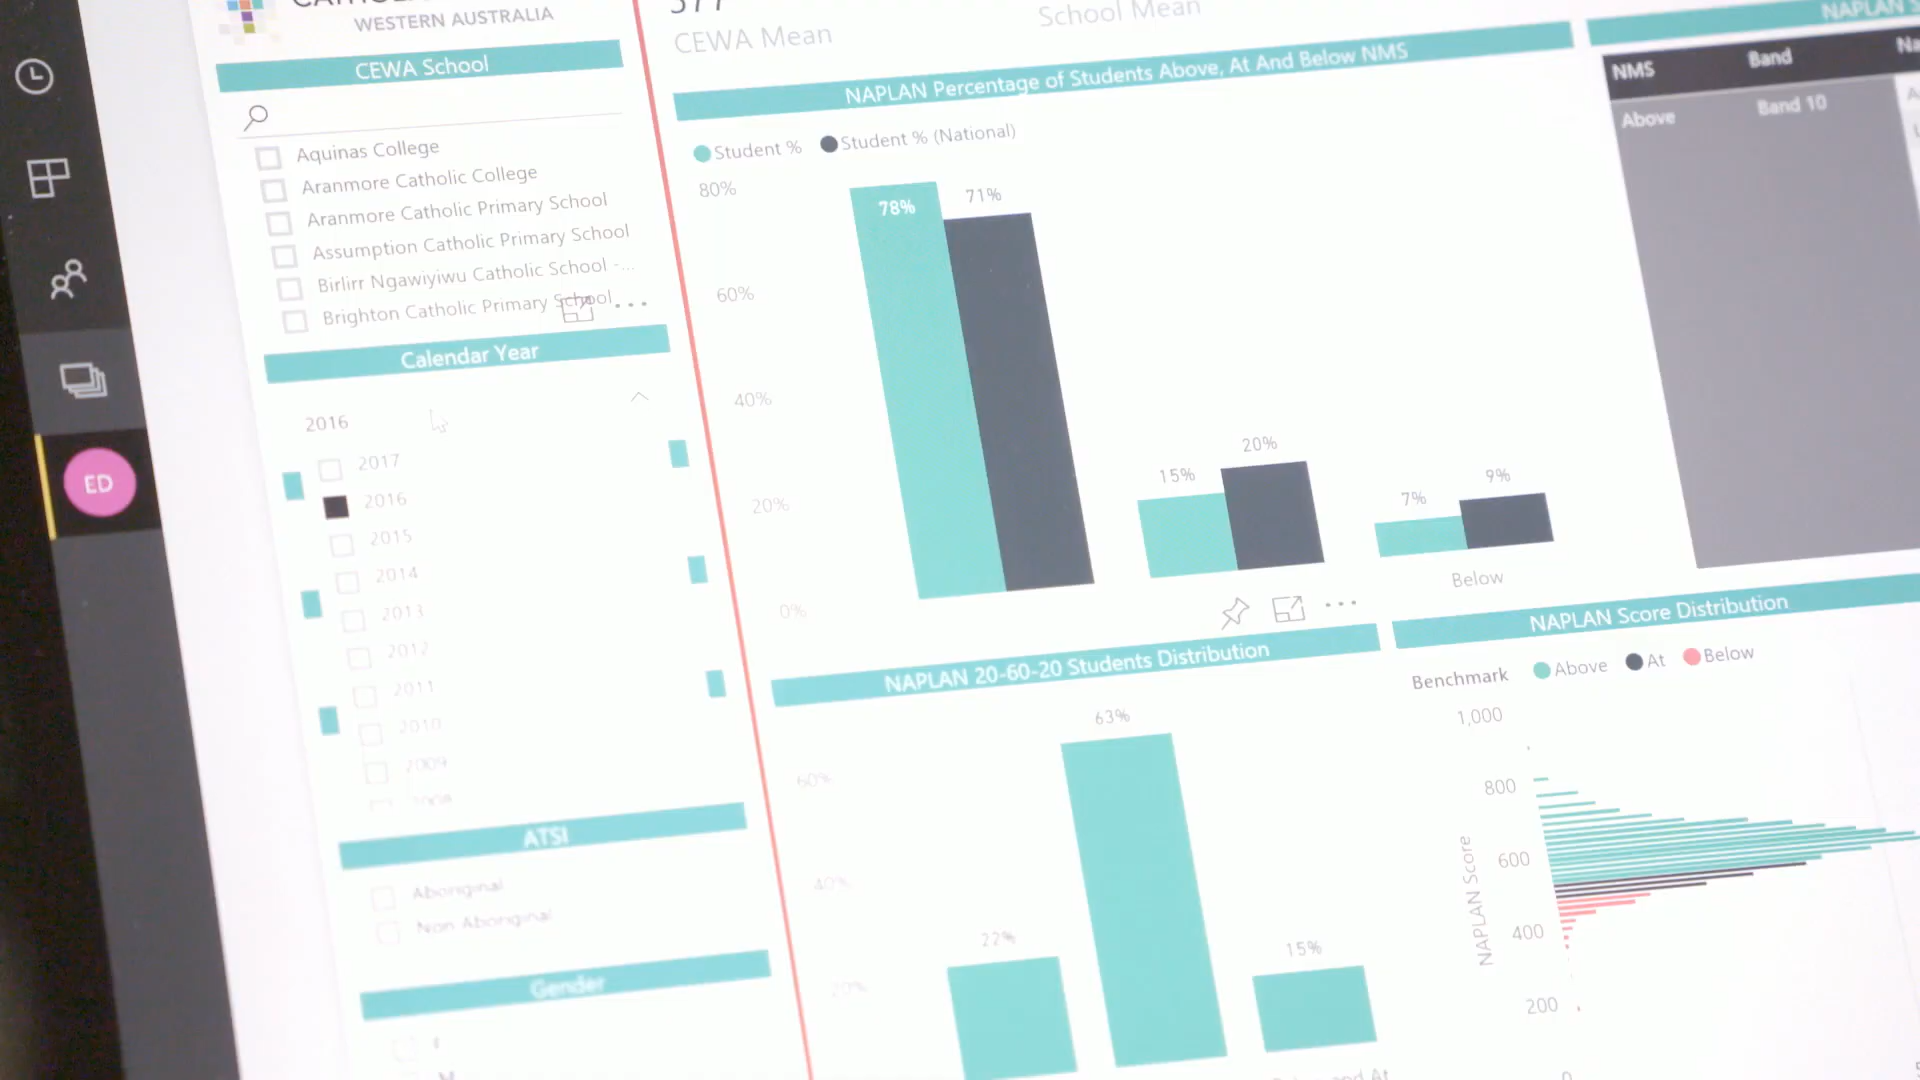 WESTERN AUSTRALIA
CEWA School
Aquinas College
Aranmore Catholic College
Aranmore Catholic Primary School
Assumption Catholic Primary School
Birlirr Ngawiyiwu Catholic School -...
Brighton Catholic Primary School
Calendar Year
2016
2017
2016
2015
2014
2013
2012
2011
2010
2009
2008
ATSI
Aboriginal
Non Aboriginal
Gender
ED
CEWA Mean
School Mean
NAPLAN Percentage of Students Above, At And Below NMS
Student %
Student % (National)
80%
60%
40%
20%
0%
78%
71%
15%
20%
7%
9%
Below
NAPLAN 20-60-20 Students Distribution
60%
40%
20%
22%
63%
15%
and At
NAPLAN
NMS
Band
Above
Band 10
NAPLAN Score Distribution
Benchmark
Above
At
Below
NAPLAN Score
1,000
800
600
400
200
0